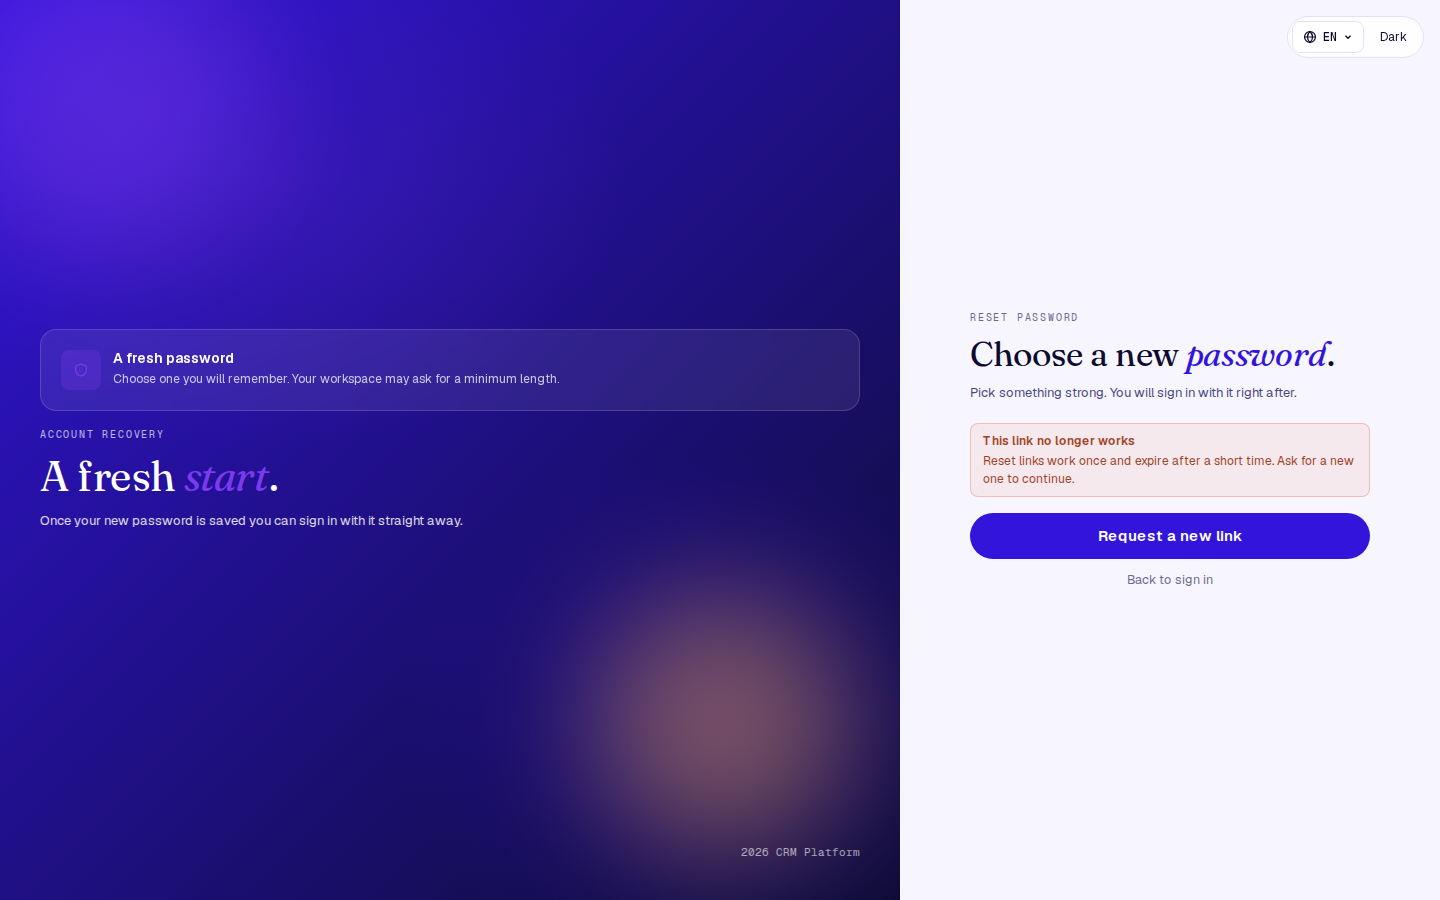 A fresh password
Choose one you will remember. Your workspace may ask for a minimum length.
ACCOUNT RECOVERY
A fresh start.
Once your new password is saved you can sign in with it straight away.
2026 CRM Platform
EN
Dark
RESET PASSWORD
Choose a new password.
Pick something strong. You will sign in with it right after.
This link no longer works
Reset links work once and expire after a short time. Ask for a new
one to continue.
Request a new link
Back to sign in